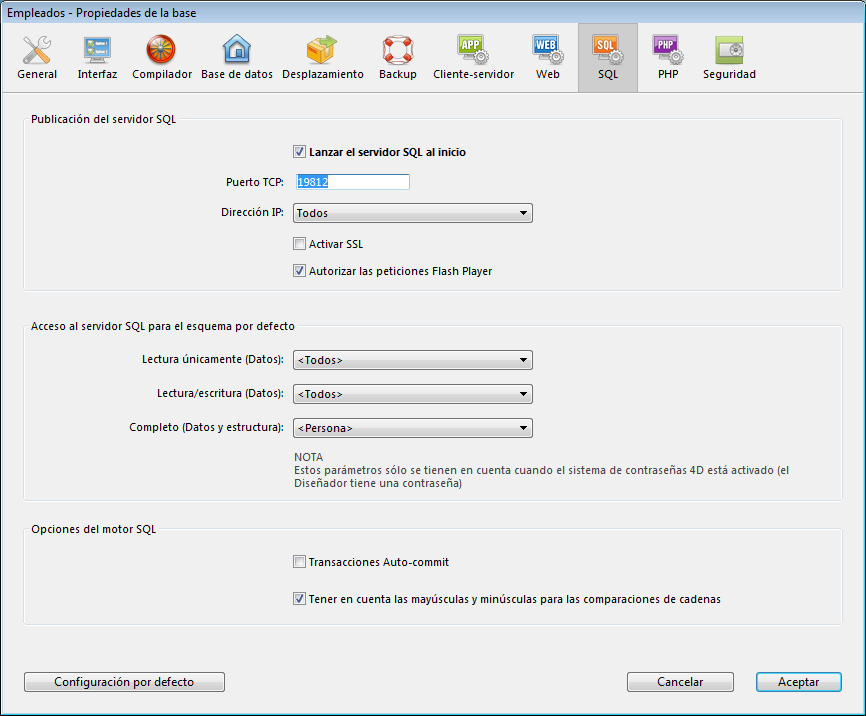 Empleados - Propiedades de la base
APP WEB SQL PHP
General Interfaz Compilador Base de datos Desplazamiento Backup Cliente-servidor Web SQL PHP Seguridad
Publicación del servidor SQL
Lanzar el servidor SQL al inicio
Puerto TCP: 19812
Dirección IP: Todos
Activar SSL
Autorizar las peticiones Flash Player
Acceso al servidor SQL para el esquema por defecto
Lectura únicamente (Datos): <Todos>
Lectura/escritura (Datos): <Todos>
Completo (Datos y estructura): <Persona>
NOTA
Estos parámetros sólo se tienen en cuenta cuando el sistema de contraseñas 4D está activado (el
Diseñador tiene una contraseña)
Opciones del motor SQL
Transacciones Auto-commit
Tener en cuenta las mayúsculas y minúsculas para las comparaciones de cadenas
Configuración por defecto Cancelar Aceptar